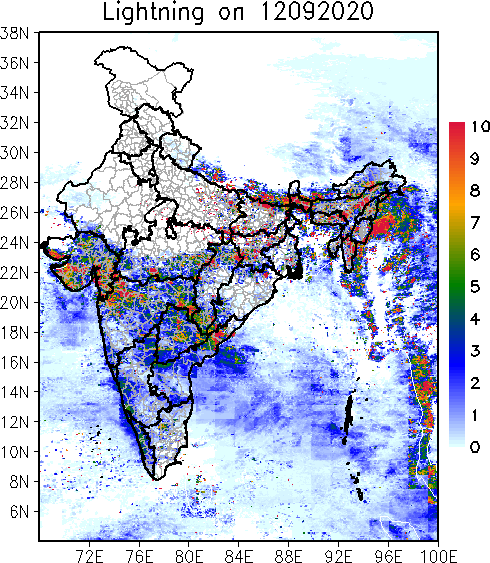 Lightning on 12092020
38N
36N
34N
32N
30N
28N
26N
24N
22N
20N
18N
16N
14N
12N
10N
8N
6N
72E 76E 80E 84E 88E 92E 96E 100E
10
9
8
7
6
5
4
3
2
1
0